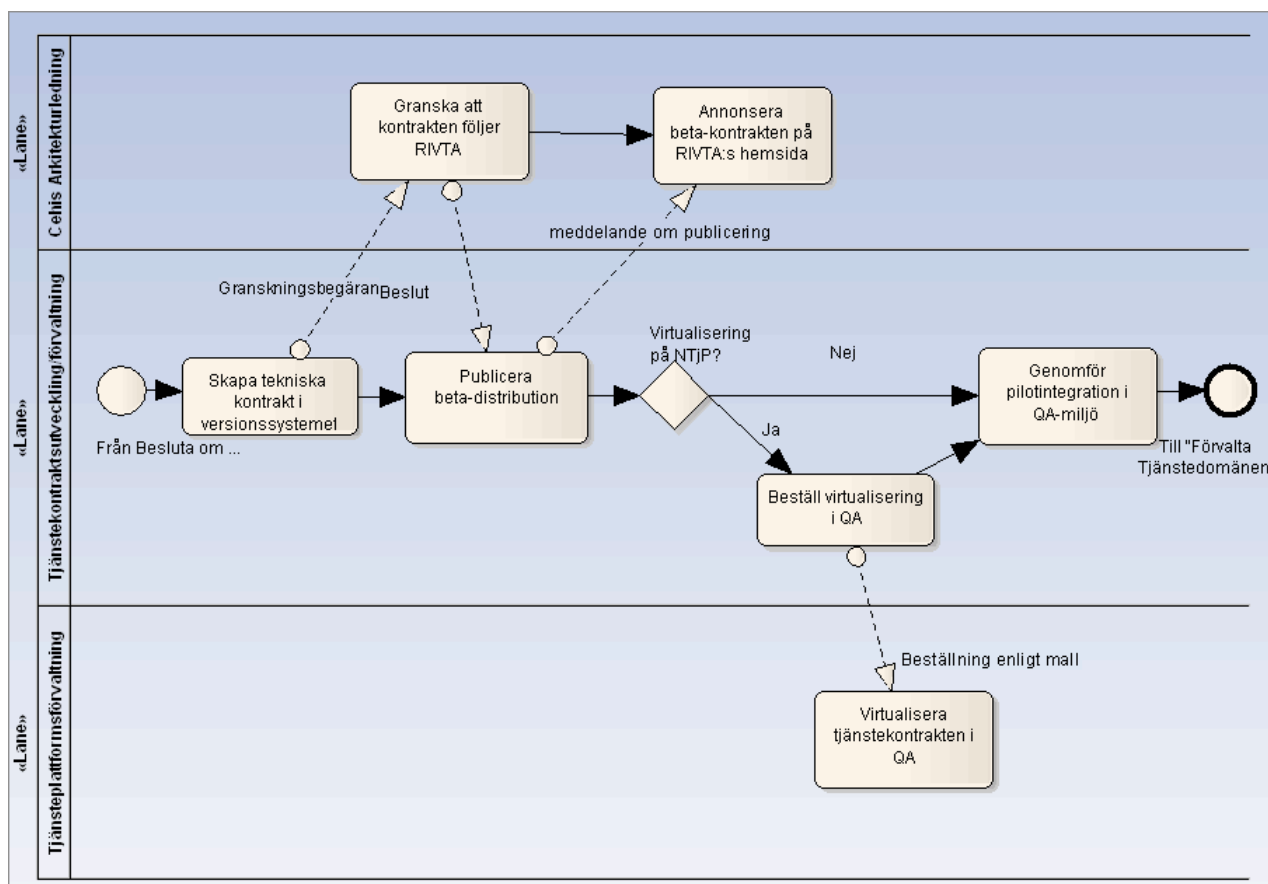 «Lane»
Cehis Arkitekturledning
Granska att
kontrakten följer
RIVTA
Annonsera
beta-kontrakten på
RIVTA:s hemsida
meddelande om publicering
Granskningsbegäran
Beslut
«Lane»
Tjänstekontraktsutveckling/förvaltning
Från Besluta om ...
Skapa tekniska
kontrakt i
versionssystemet
Publicera
beta-distribution
Virtualisering
på NTjP?
Nej
Ja
Beställ virtualisering
i QA
Genomför
pilotintegration i
QA-miljö
Till "Förvalta
Tjänstedomänen
«Lane»
Tjänsteplattformsförvaltning
Beställning enligt mall
Virtualisera
tjänstekontrakten i
QA